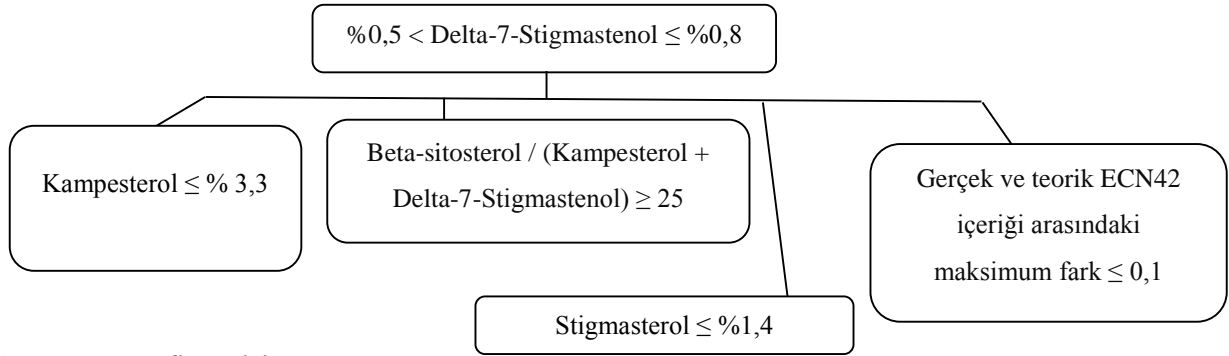 %0,5 < Delta-7-Stigmastenol ≤ %0,8
Kampesterol ≤ % 3,3
Beta-sitosterol / (Kampesterol +
Delta-7-Stigmastenol) ≥ 25
Stigmasterol ≤ %1,4
Gerçek ve teorik ECN42
içeriği arasındaki
maksimum fark ≤ 0,1